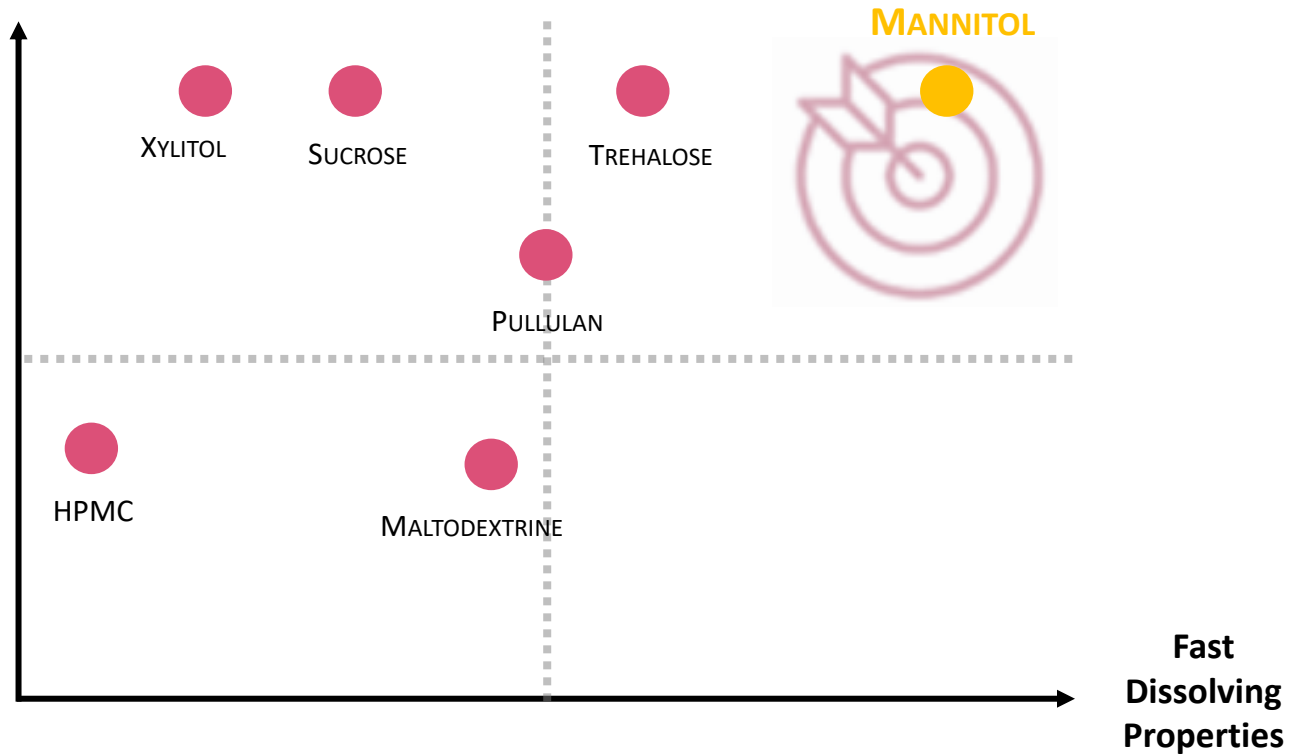 MANNITOL
XYLITOL
SUCROSE
TREHALOSE
PULLULAN
HPMC
MALTODEXTRINE
Fast
Dissolving
Properties